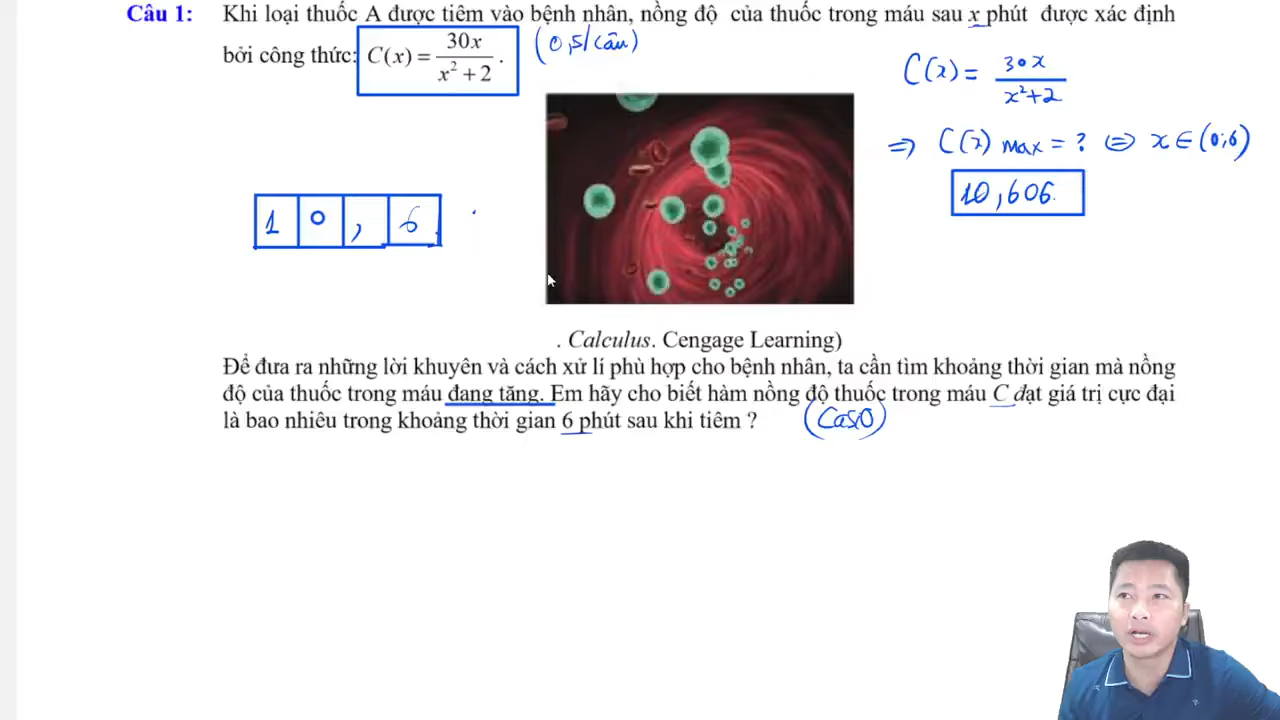 Câu 1: Khi loại thuốc A được tiêm vào bệnh nhân, nồng độ của thuốc trong máu sau x phút được xác định
bởi công thức: C(x) = 30x / (x² + 2) . (0,5/câu)
C(x) = 30x / (x²+2)
⇒ C(x) max = ? ⇔ x ∈ (0;6)
10,606.
1 0 , 6
. Calculus. Cengage Learning)
Để đưa ra những lời khuyên và cách xử lí phù hợp cho bệnh nhân, ta cần tìm khoảng thời gian mà nồng
độ của thuốc trong máu đang tăng. Em hãy cho biết hàm nồng độ thuốc trong máu C đạt giá trị cực đại
là bao nhiêu trong khoảng thời gian 6 phút sau khi tiêm ? (CasiO)